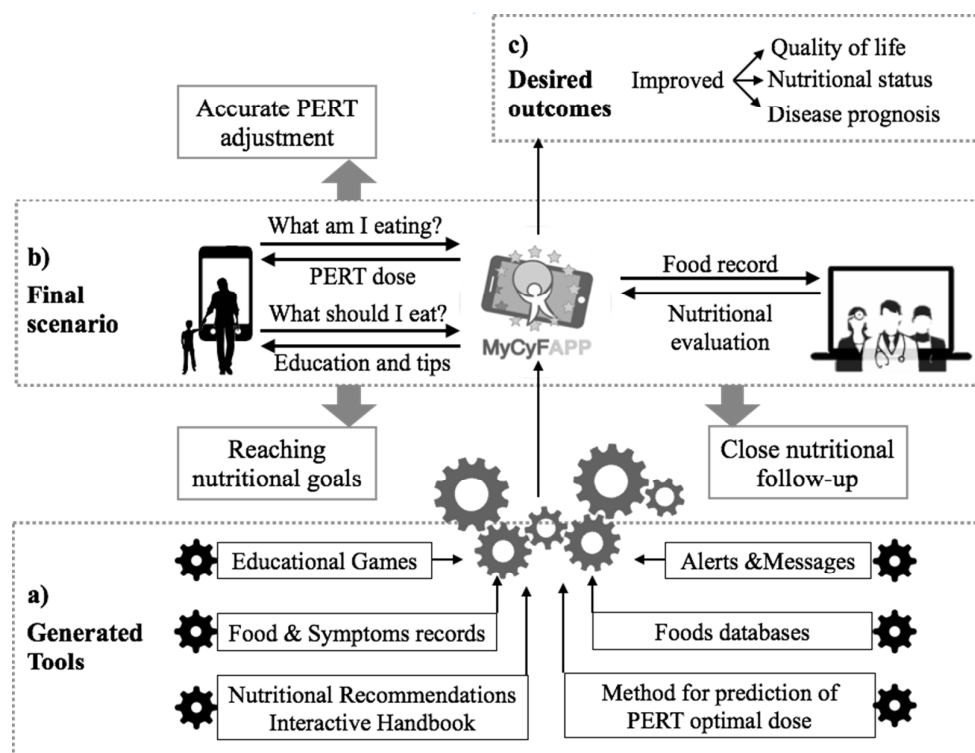 c)
Desired
outcomes
Improved
Quality of life
Nutritional status
Disease prognosis
Accurate PERT
adjustment
b)
Final
scenario
What am I eating?
PERT dose
What should I eat?
Education and tips
MyCyFAPP
Food record
Nutritional
evaluation
Reaching
nutritional goals
Close nutritional
follow-up
a)
Generated
Tools
Educational Games
Food & Symptoms records
Nutritional Recommendations
Interactive Handbook
Alerts &Messages
Foods databases
Method for prediction of
PERT optimal dose